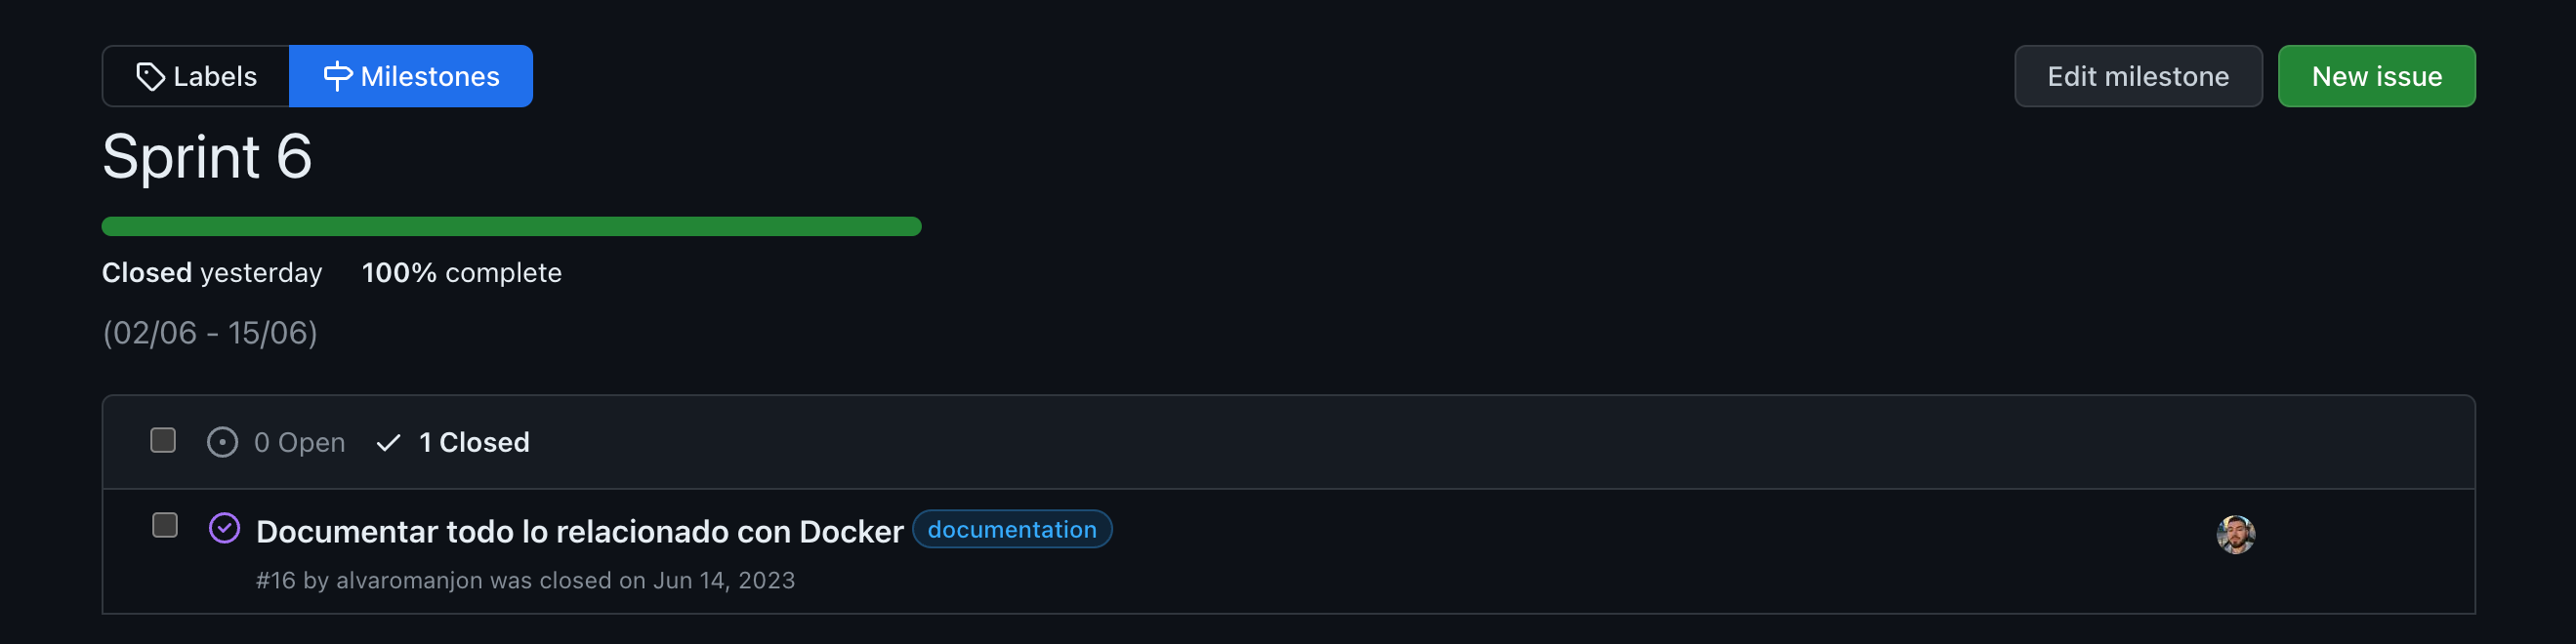 Labels Milestones Edit milestone New issue
Sprint 6
Closed yesterday 100% complete
(02/06 - 15/06)
0 Open 1 Closed
Documentar todo lo relacionado con Docker documentation
#16 by alvaromanjon was closed on Jun 14, 2023